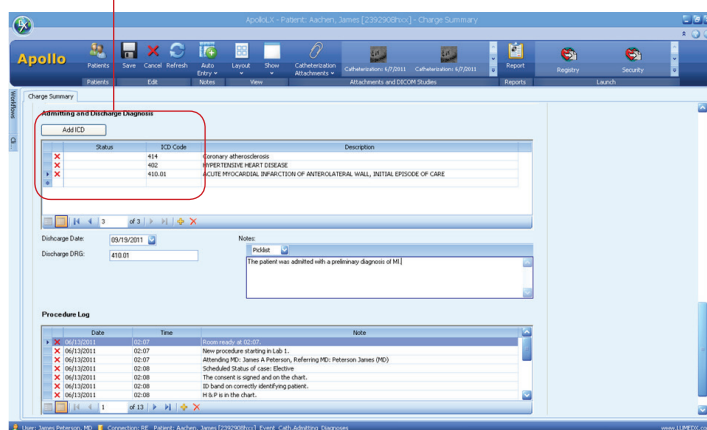 ApolloLX - Patient: Aachen, James [2392908hxx] - Charge Summary
Apollo
Patients Save Cancel Refresh Auto Entry Layout Show Catheterization Attachments Catheterization: 6/7/2011 Catheterization: 6/7/2011 Report Registry Security
Patients Edit Notes View Attachments and DICOM Studies Reports Launch
Workflows
Charge Summary
Admitting and Discharge Diagnosis
Add ICD
Status ICD Code Description
414 Coronary atherosclerosis
402 HYPERTENSIVE HEART DISEASE
410.01 ACUTE MYOCARDIAL INFARCTION OF ANTEROLATERAL WALL, INITIAL EPISODE OF CARE
3 of 3
Dishcarge Date: 09/19/2011 Notes:
Picklist
Discharge DRG: 410.01
The patient was admitted with a preliminary diagnosis of MI.
Procedure Log
Date Time Note
06/13/2011 02:07 Room ready at 02:07.
06/13/2011 02:07 New procedure starting in Lab 1.
06/13/2011 02:07 Attending MD: James A Peterson, Referring MD: Peterson James (MD)
06/13/2011 02:08 Scheduled Status of case: Elective
06/13/2011 02:08 The consent is signed and on the chart.
06/13/2011 02:08 ID band on correctly identifying patient.
06/13/2011 02:08 H & P is in the chart.
1 of 13
User: James Peterson, MD Connection: RE Patient: Aachen, James [2392908hxx] Event: Cath.Admitting Diagnoses www.LUMEDX.co